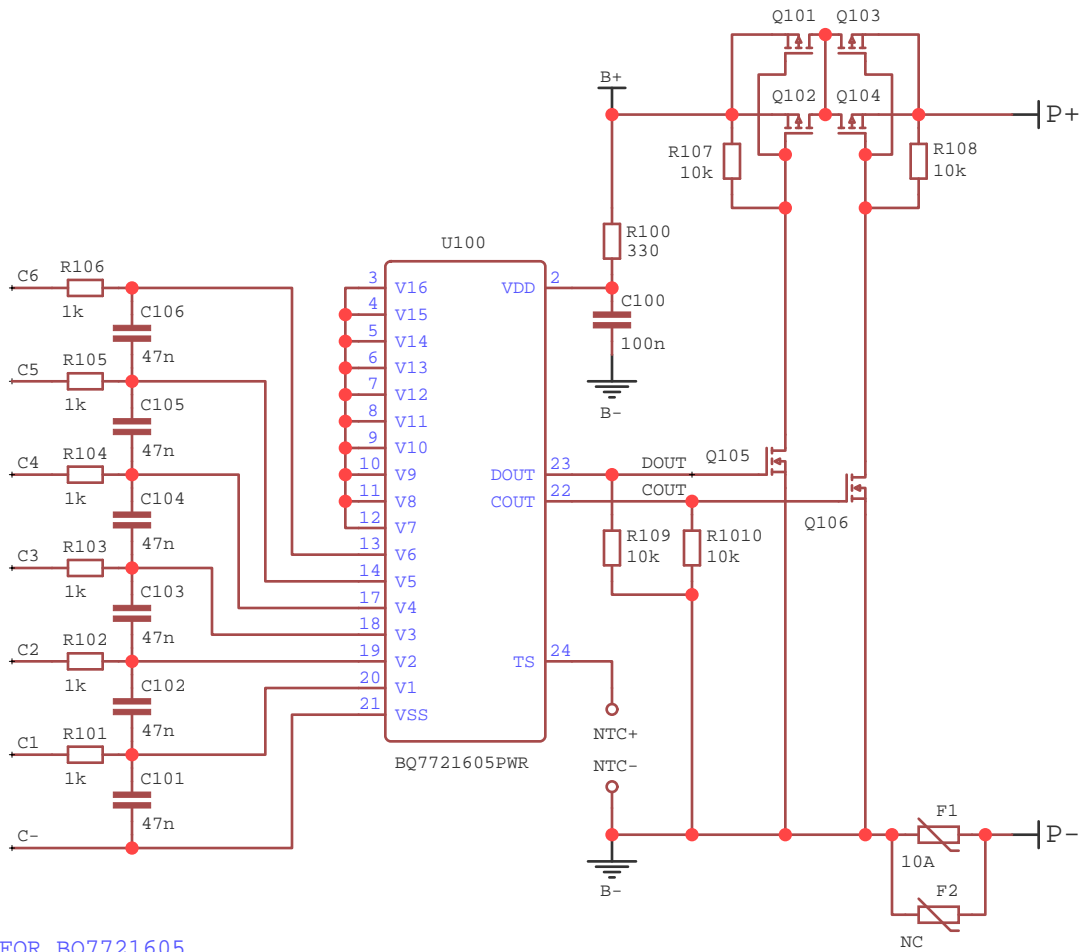 Q101 Q103
B+
Q102 Q104
P+
R107
10k
R108
10k
R100
330
U100
C6 R106
1k
C106
47n
C5 R105
1k
C105
47n
C4 R104
1k
C104
47n
C3 R103
1k
C103
47n
C2 R102
1k
C102
47n
C1 R101
1k
C101
47n
C-
3 V16
4 V15
5 V14
6 V13
7 V12
8 V11
9 V10
10 V9
11 V8
12 V7
13 V6
14 V5
17 V4
18 V3
19 V2
20 V1
21 VSS
VDD 2
DOUT 23
COUT 22
TS 24
BQ7721605PWR
C100
100n
B-
DOUT
COUT
Q105
Q106
R109
10k
R1010
10k
NTC+
NTC-
B-
F1
10A
P-
F2
NC
FOR BQ7721605